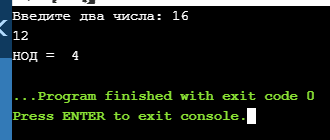 Введите два числа: 16
12
НОД =  4
...Program finished with exit code 0
Press ENTER to exit console.